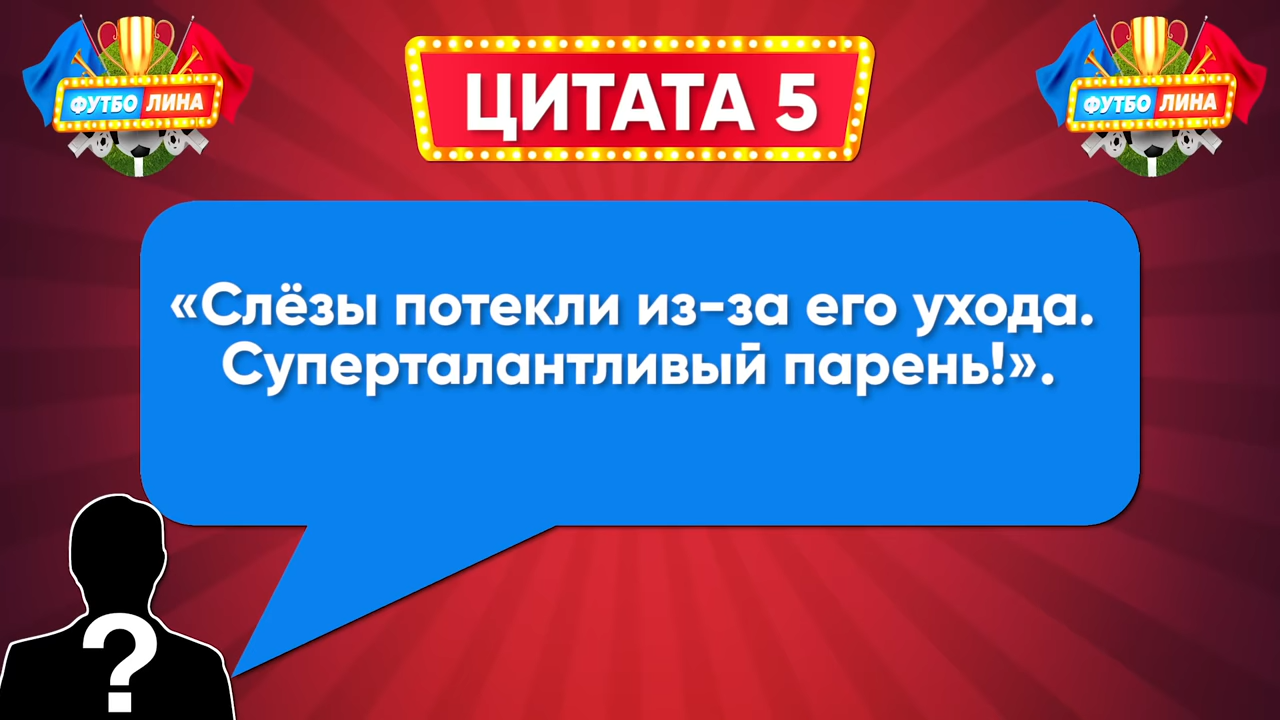 ФУТБО ЛИНА
ЦИТАТА 5
ФУТБО ЛИНА
«Слёзы потекли из-за его ухода.
Суперталантливый парень!».
?